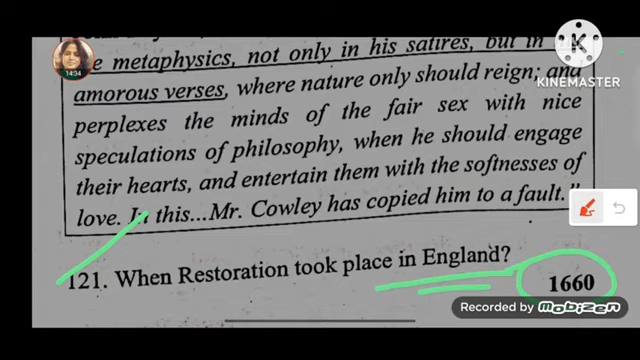 14:34
KINEMASTER
he metaphysics, not only in his satires, but in
amorous verses, where nature only should reign; and
perplexes the minds of the fair sex with nice
speculations of philosophy, when he should engage
their hearts, and entertain them with the softnesses of
love. In this... Mr. Cowley has copied him to a fault."
121. When Restoration took place in England?
1660
RECORDED BY
MOBIZEN